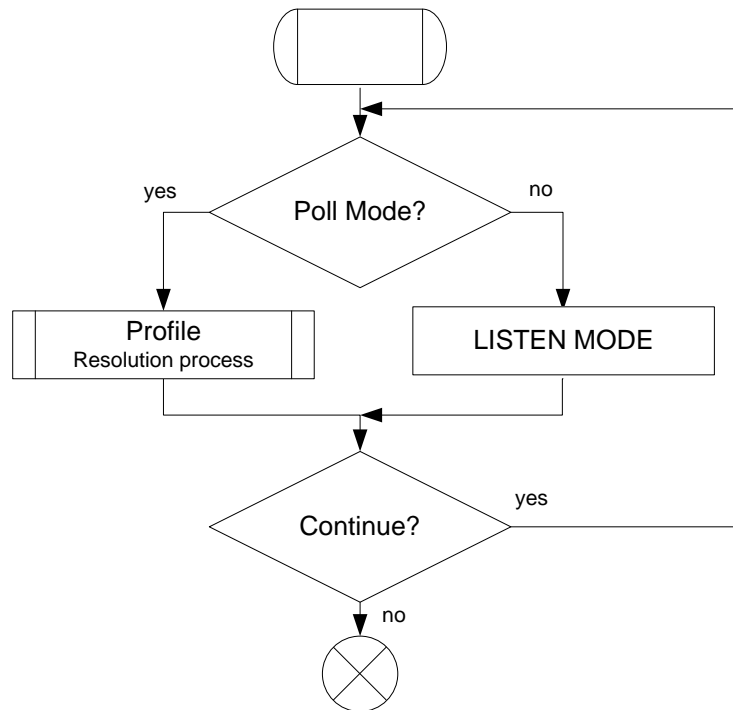 yes
no
Poll Mode?
Profile
Resolution process
LISTEN MODE
yes
Continue?
no